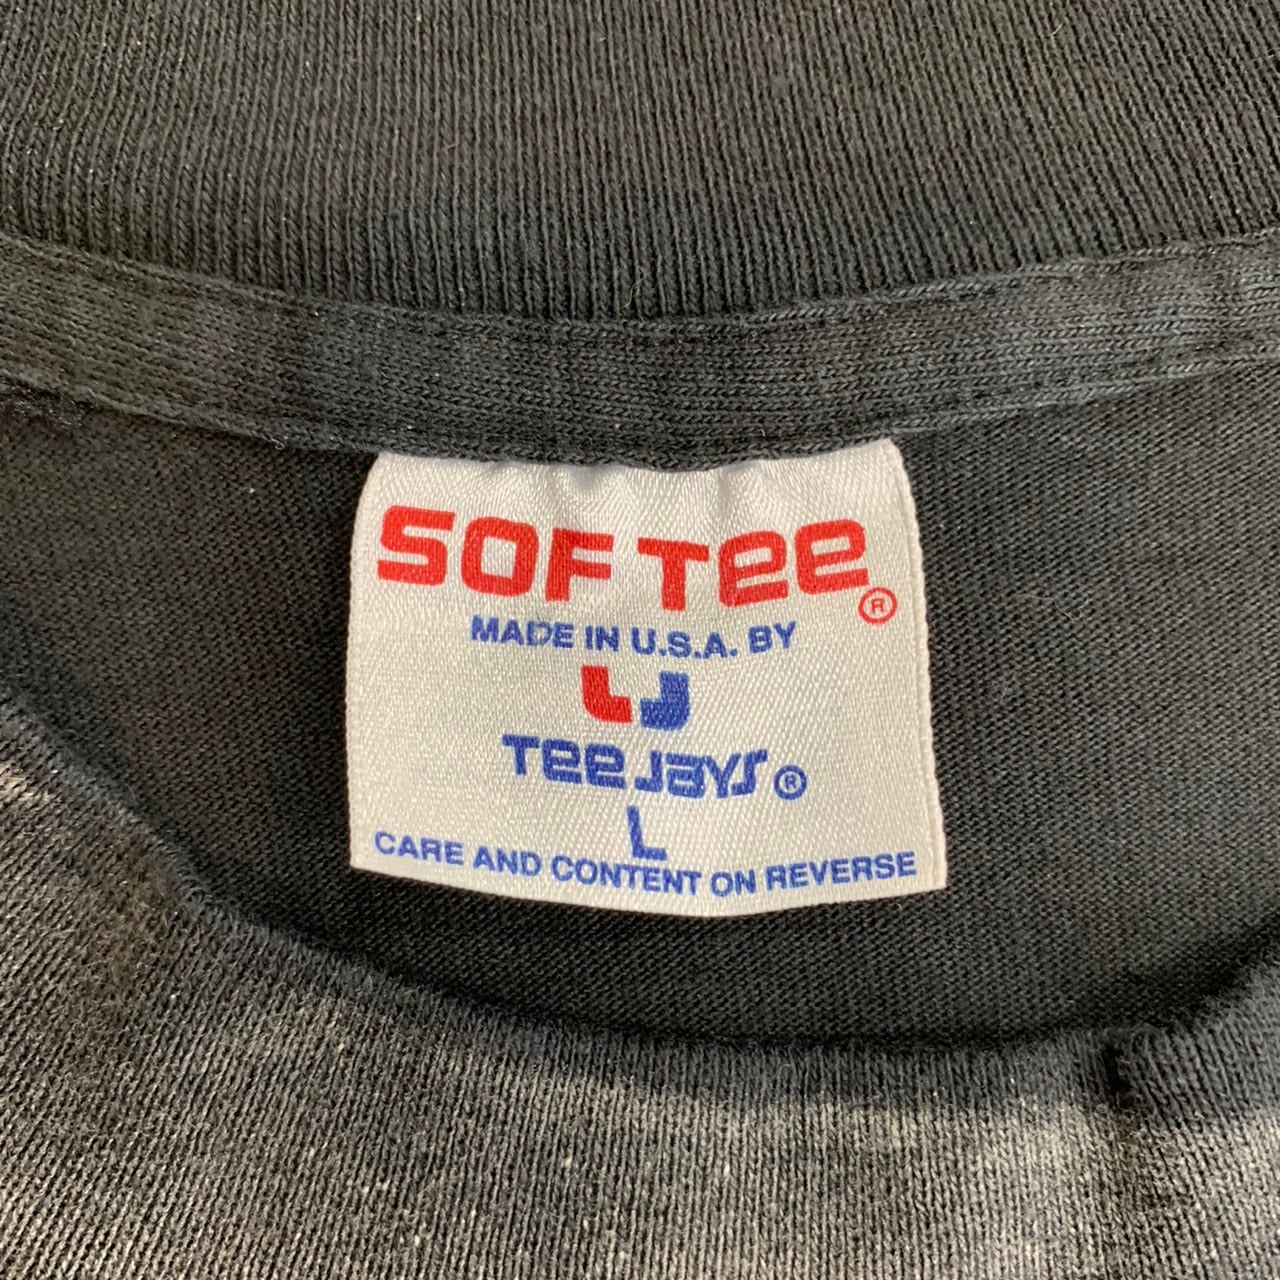 SOF TEE ®
MADE IN U.S.A. BY
TEE JAYS ®
L
CARE AND CONTENT ON REVERSE